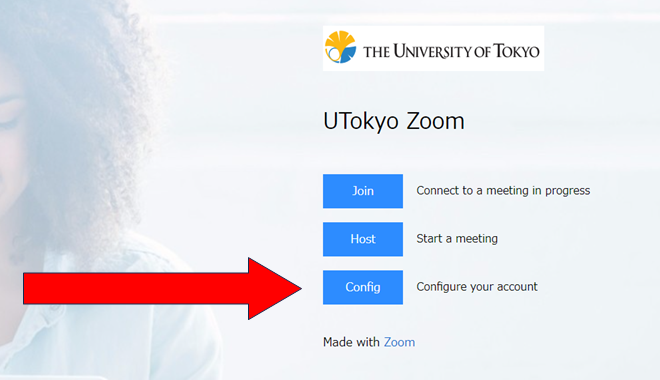 THE UNIVERSITY OF TOKYO
UTokyo Zoom
Join Connect to a meeting in progress
Host Start a meeting
Config Configure your account
Made with Zoom